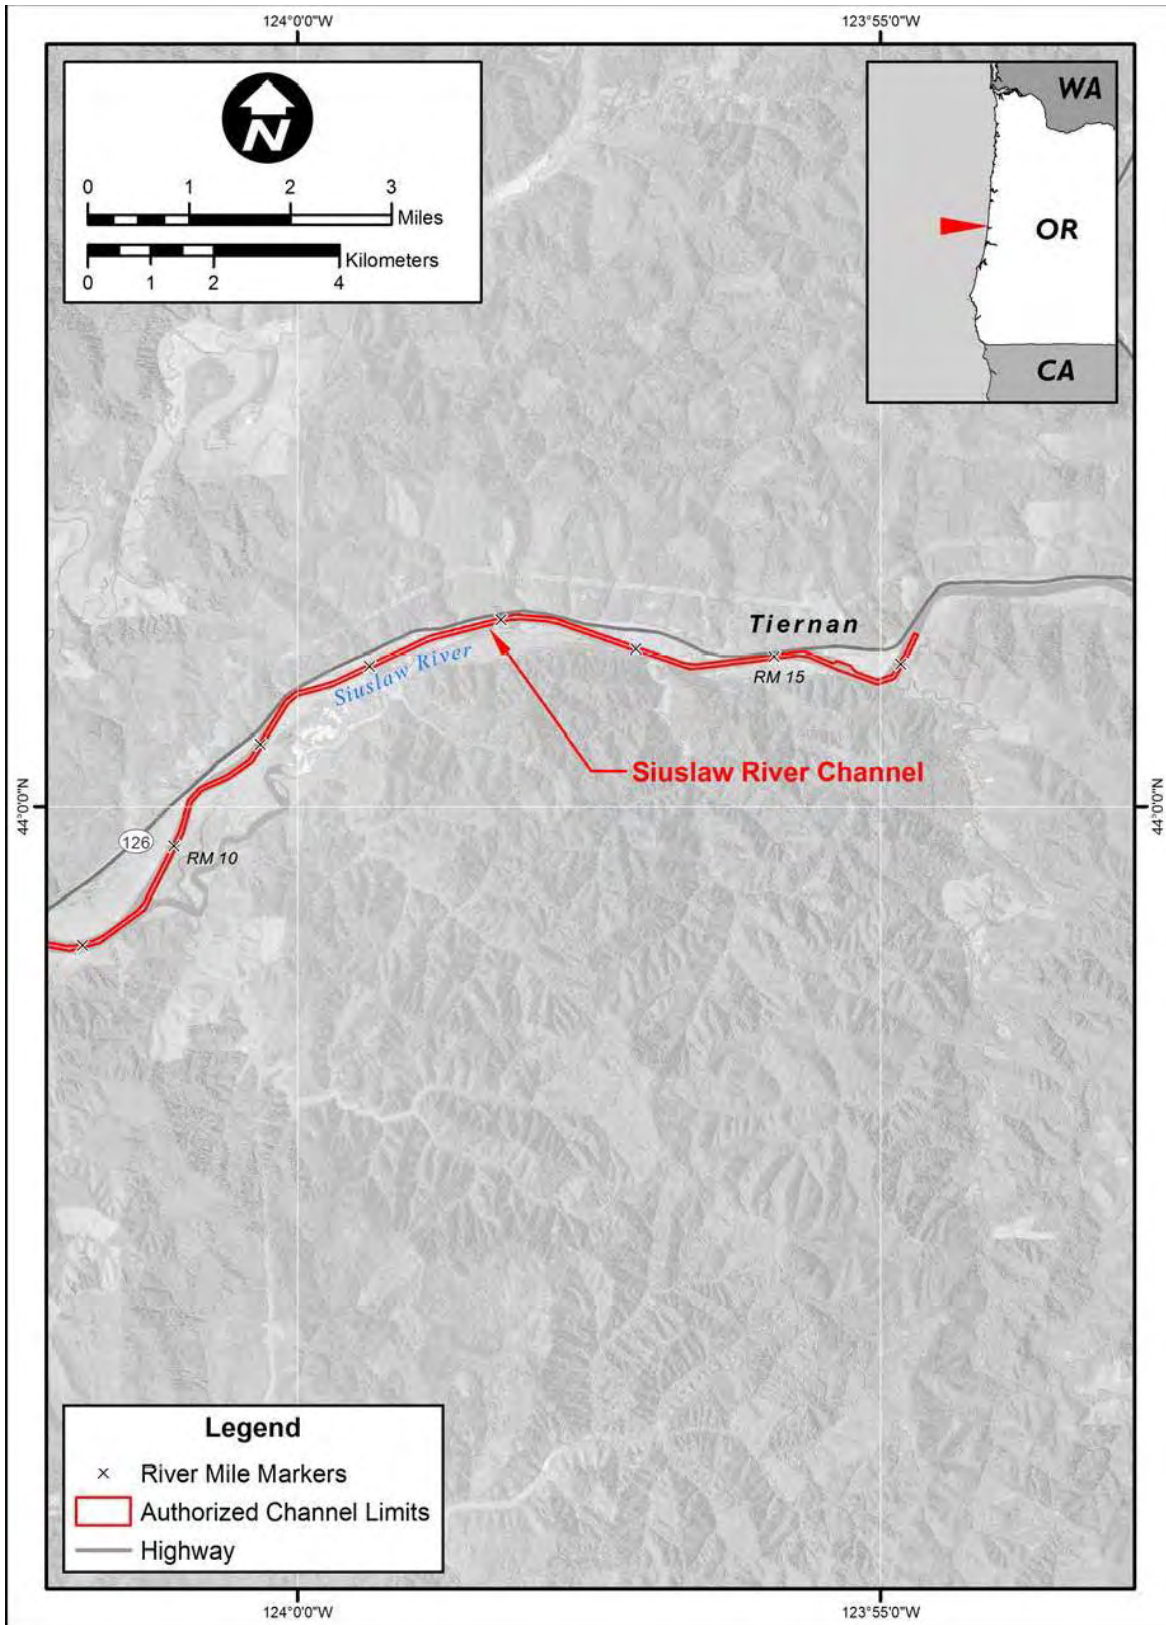 124°0'0"W
123°55'0"W
N
0 1 2 3
Miles
Kilometers
0 1 2 4
WA
OR
CA
Tiernan
RM 15
Siuslaw River
Siuslaw River Channel
44°0'0"N
44°0'0"N
126
RM 10
Legend
River Mile Markers
Authorized Channel Limits
Highway
124°0'0"W
123°55'0"W